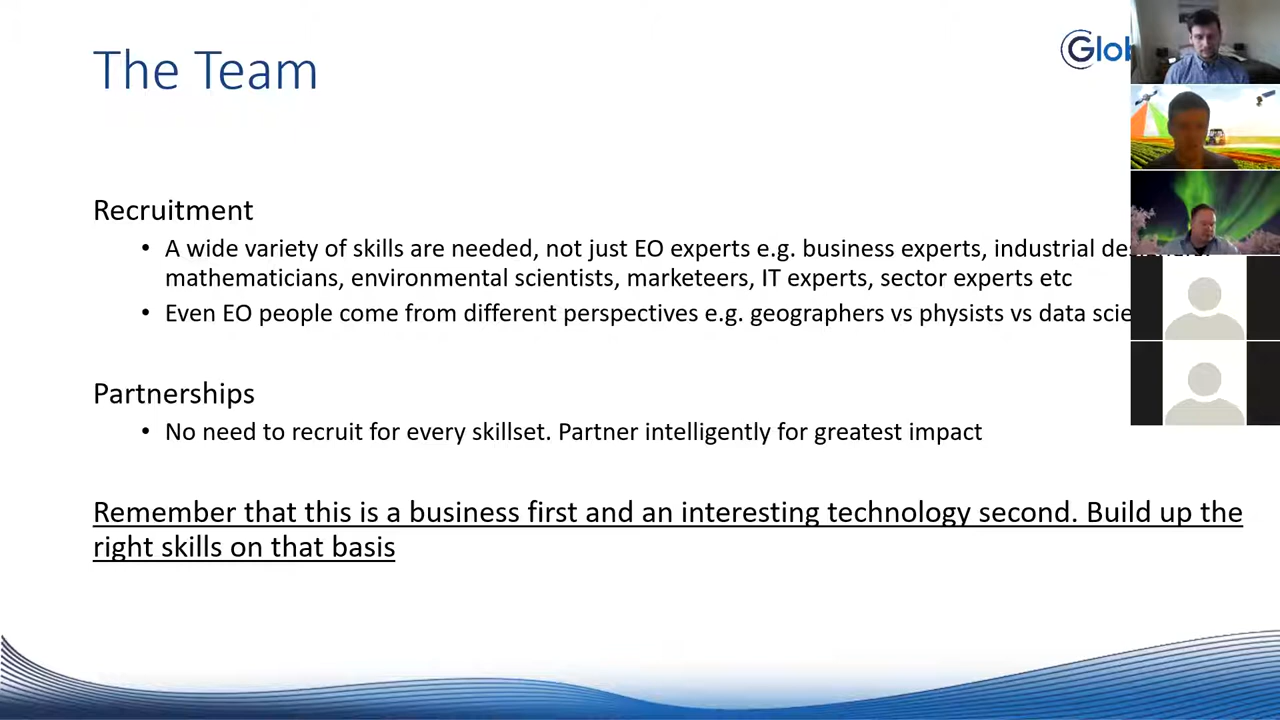 The Team
Glob
Recruitment
• A wide variety of skills are needed, not just EO experts e.g. business experts, industrial
mathematicians, environmental scientists, marketeers, IT experts, sector experts etc
• Even EO people come from different perspectives e.g. geographers vs physists vs data scie
Partnerships
• No need to recruit for every skillset. Partner intelligently for greatest impact
Remember that this is a business first and an interesting technology second. Build up the
right skills on that basis